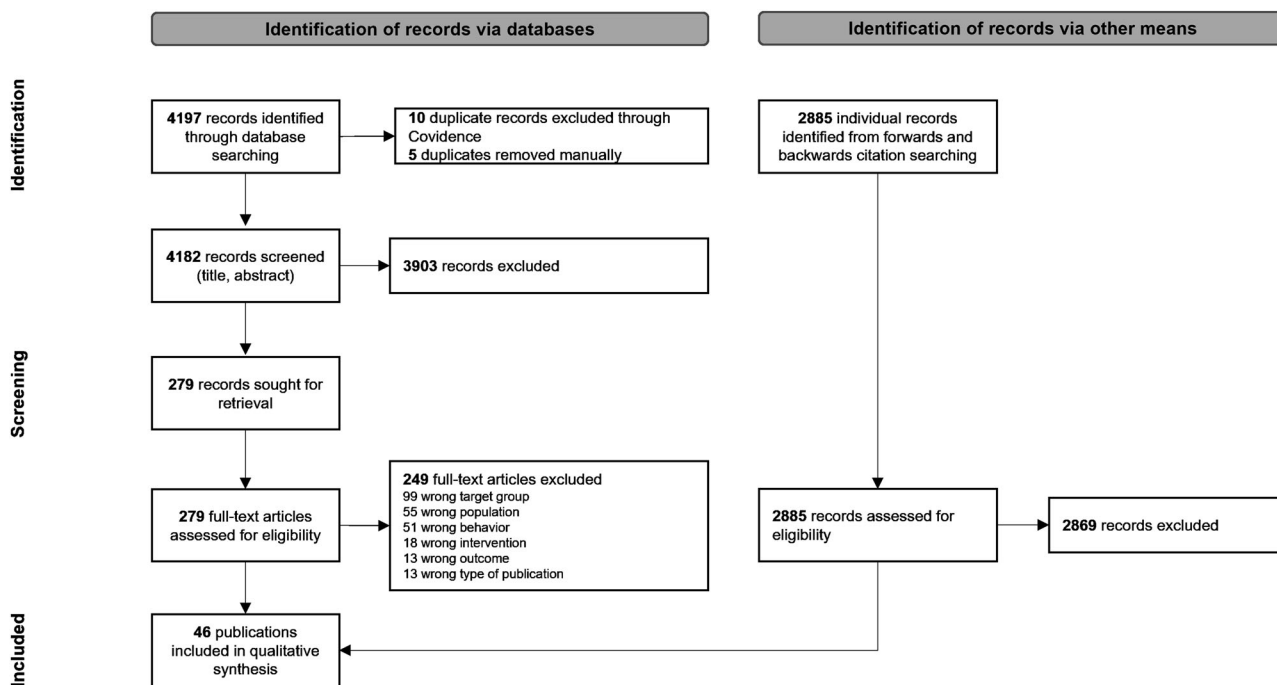 Identification of records via databases
Identification of records via other means
Identification
4197 records identified
through database
searching
10 duplicate records excluded through
Covidence
5 duplicates removed manually
2885 individual records
identified from forwards and
backwards citation searching
Screening
4182 records screened
(title, abstract)
3903 records excluded
279 records sought for
retrieval
279 full-text articles
assessed for eligibility
249 full-text articles excluded
99 wrong target group
55 wrong population
51 wrong behavior
18 wrong intervention
13 wrong outcome
13 wrong type of publication
2885 records assessed for
eligibility
2869 records excluded
Included
46 publications
included in qualitative
synthesis